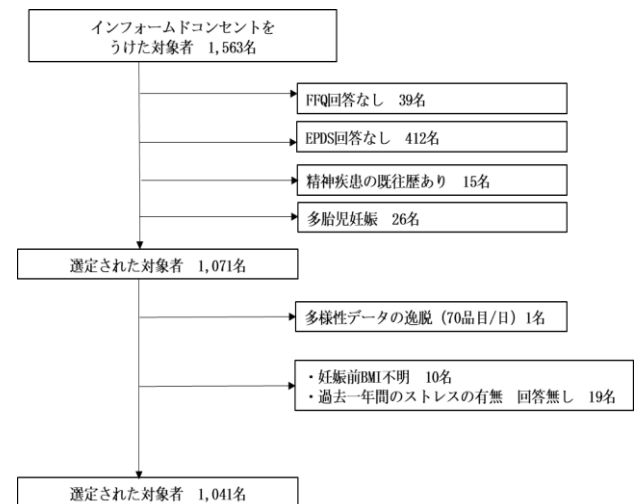 インフォームドコンセントを
うけた対象者 1,563名
FFQ回答なし 39名
EPDS回答なし 412名
精神疾患の既往歴あり 15名
多胎児妊娠 26名
選定された対象者 1,071名
多様性データの逸脱（70品目/日）1名
・妊娠前BMI不明 10名
・過去一年間のストレスの有無 回答無し 19名
選定された対象者 1,041名